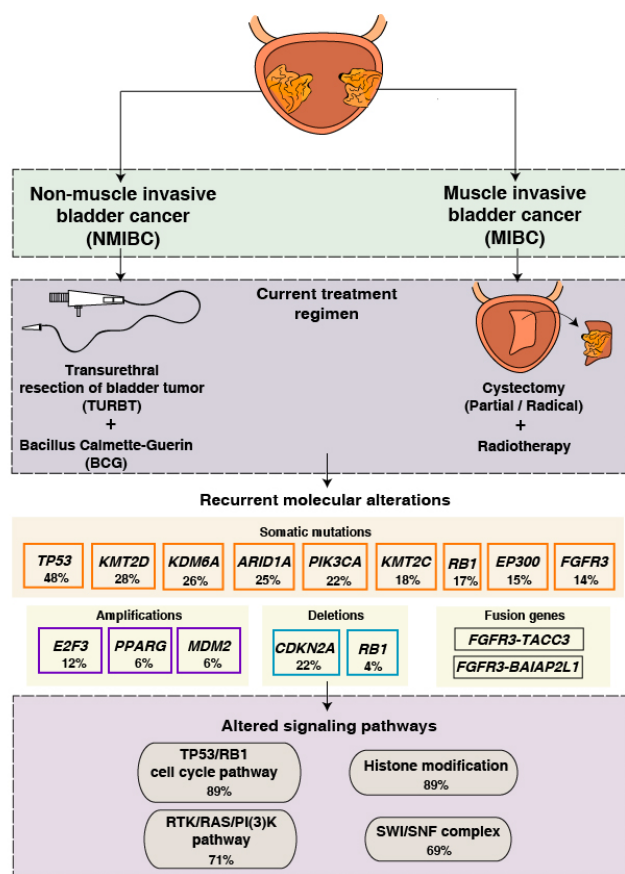 Non-muscle invasive
bladder cancer
(NMIBC)
Muscle invasive
bladder cancer
(MIBC)
Current treatment
regimen
Transurethral
resection of bladder tumor
(TURBT)
+
Bacillus Calmette-Guerin
(BCG)
Cystectomy
(Partial / Radical)
+
Radiotherapy
Recurrent molecular alterations
Somatic mutations
TP53
48%
KMT2D
28%
KDM6A
26%
ARID1A
25%
PIK3CA
22%
KMT2C
18%
RB1
17%
EP300
15%
FGFR3
14%
Amplifications
E2F3
12%
PPARG
6%
MDM2
6%
Deletions
CDKN2A
22%
RB1
4%
Fusion genes
FGFR3-TACC3
FGFR3-BAIAP2L1
Altered signaling pathways
TP53/RB1
cell cycle pathway
89%
Histone modification
89%
RTK/RAS/PI(3)K
pathway
71%
SWI/SNF complex
69%